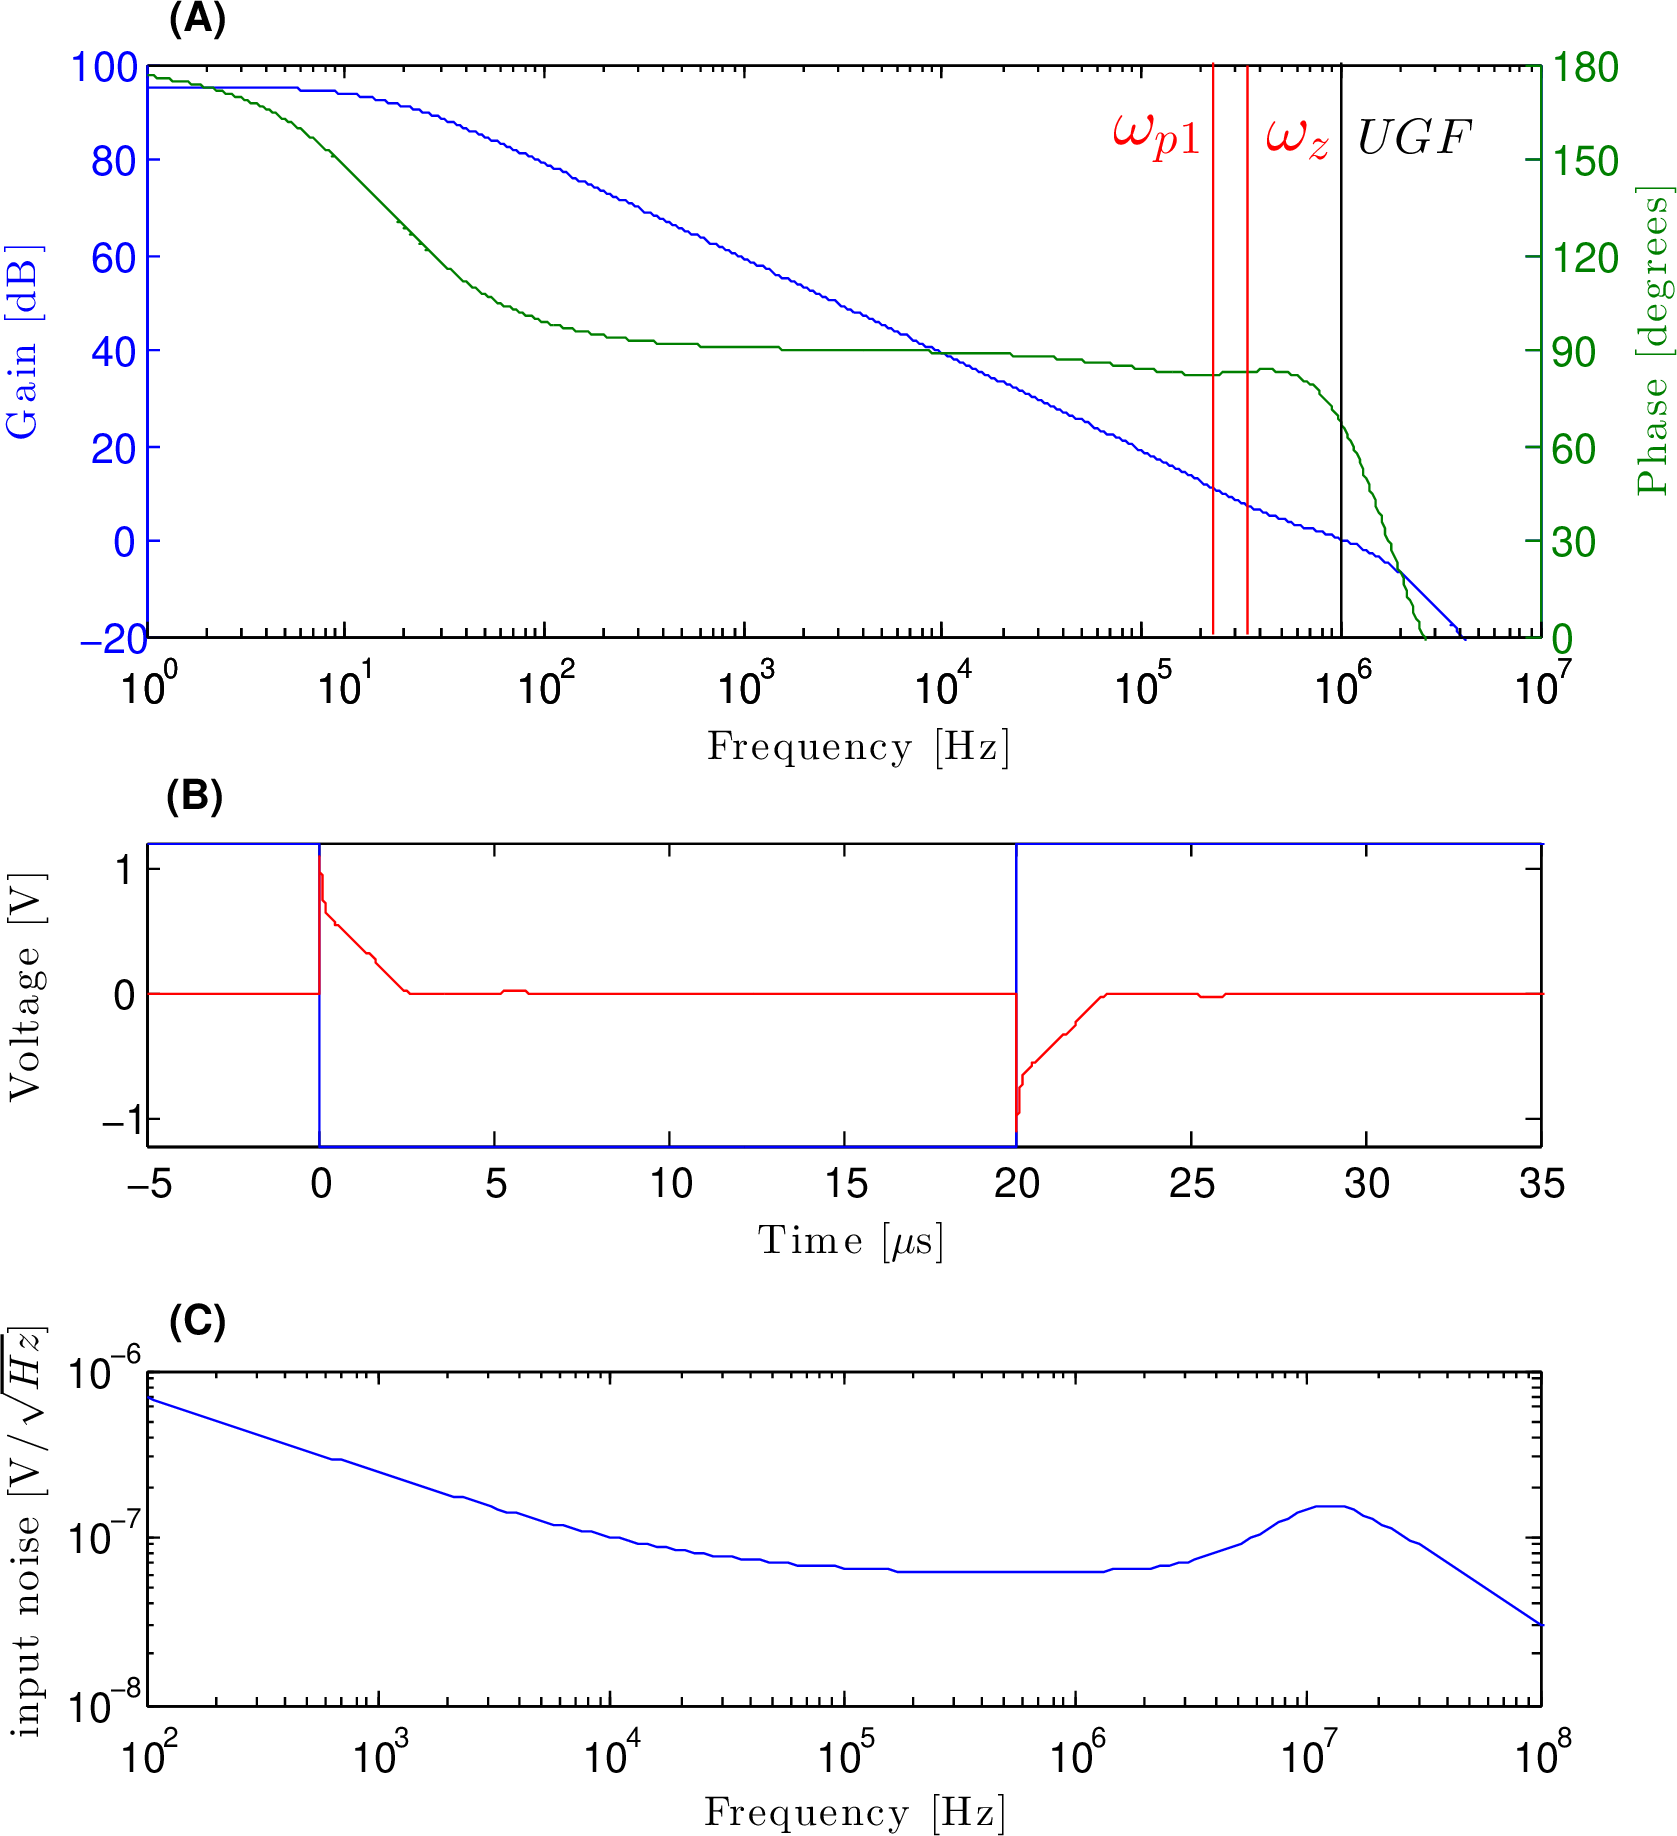 (A)
100
80
60
40
20
0
−20
Gain [dB]
180
150
120
90
60
30
0
Phase [degrees]
ω_{p1}
ω_z
UGF
10^0 10^1 10^2 10^3 10^4 10^5 10^6 10^7
Frequency [Hz]
(B)
1
0
−1
Voltage [V]
−5 0 5 10 15 20 25 30 35
Time [μs]
(C)
10^{−6}
10^{−7}
10^{−8}
input noise [V/√Hz]
10^2 10^3 10^4 10^5 10^6 10^7 10^8
Frequency [Hz]